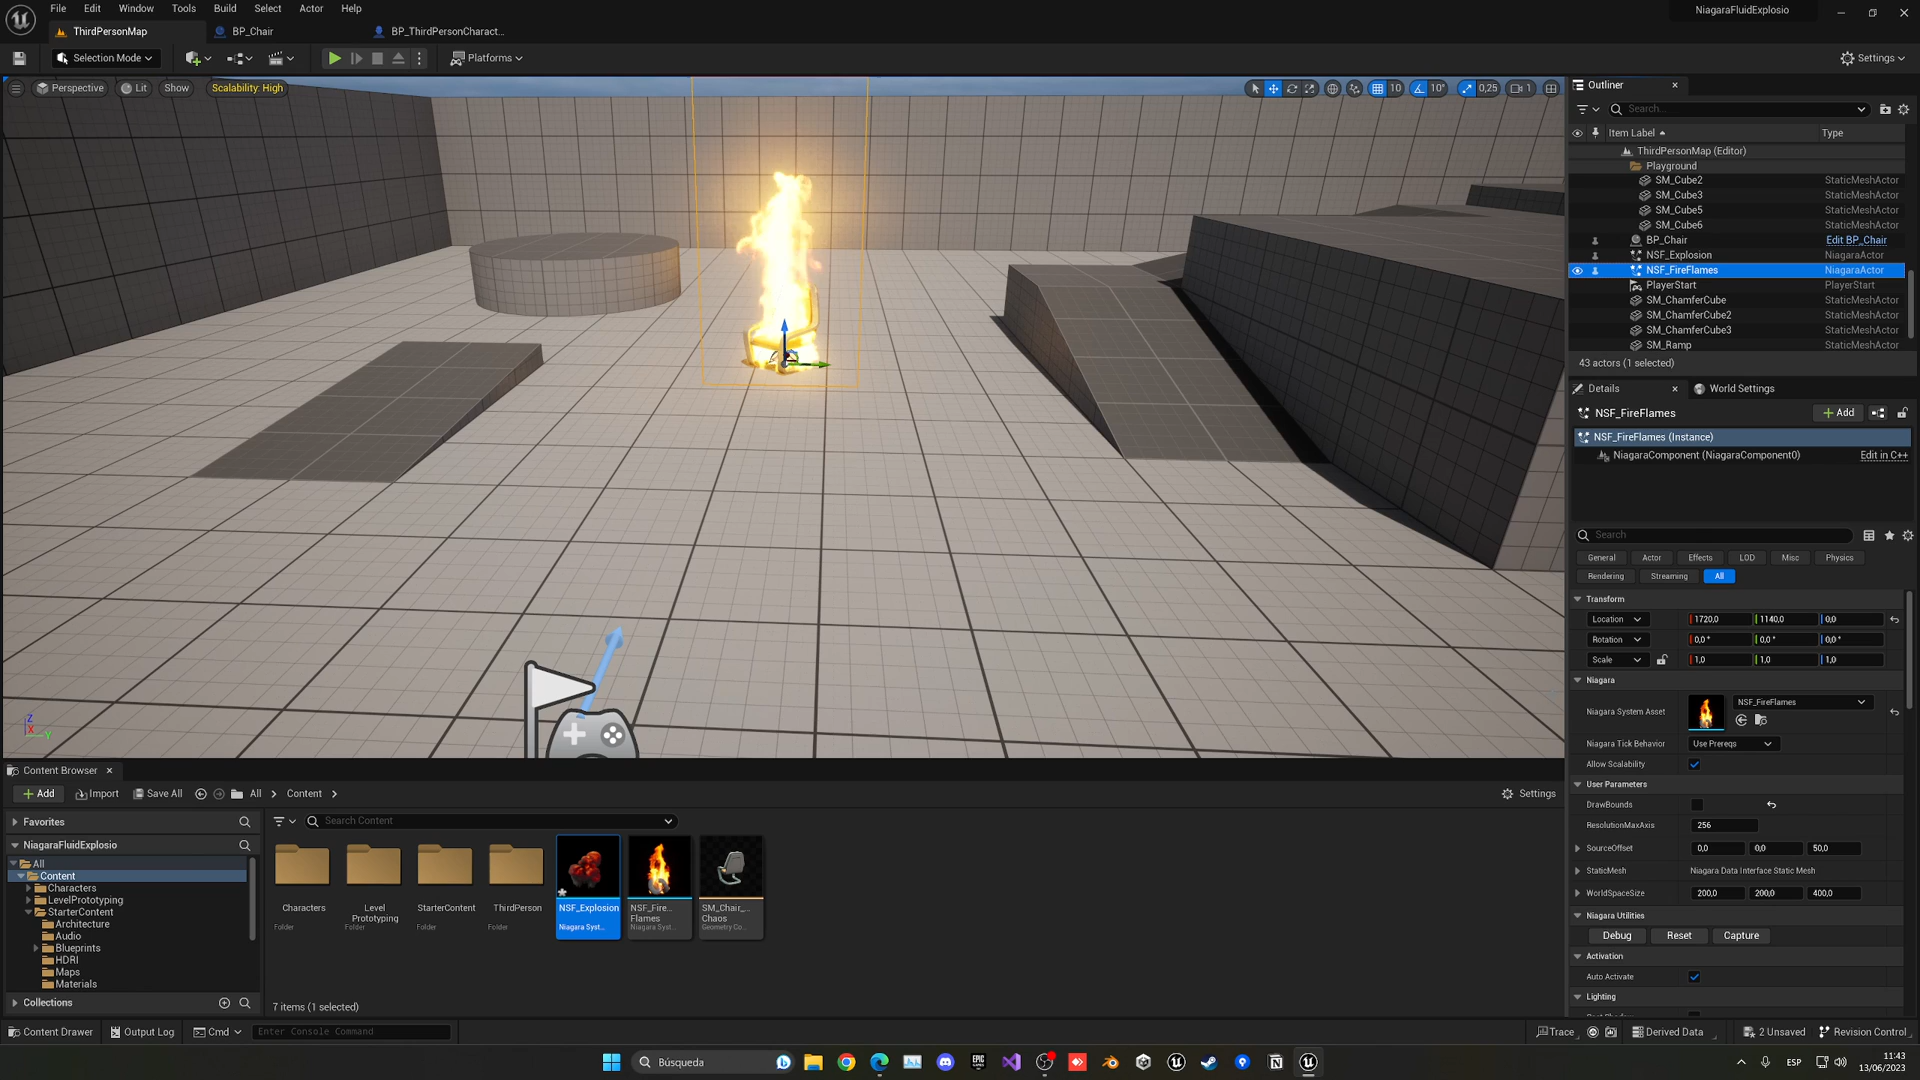 File Edit Window Tools Build Select Actor Help
NiagaraFluidExplosio
ThirdPersonMap
BP_Chair
BP_ThirdPersonCharact...
Selection Mode
Platforms
Settings
Perspective
Lit
Show
Scalability: High
10
10°
0,25
1
Outliner
Search...
Item Label
Type
ThirdPersonMap (Editor)
Playground
SM_Cube2 StaticMeshActor
SM_Cube3 StaticMeshActor
SM_Cube5 StaticMeshActor
SM_Cube6 StaticMeshActor
BP_Chair Edit BP_Chair
NSF_Explosion NiagaraActor
NSF_FireFlames NiagaraActor
PlayerStart PlayerStart
SM_ChamferCube StaticMeshActor
SM_ChamferCube2 StaticMeshActor
SM_ChamferCube3 StaticMeshActor
SM_Ramp StaticMeshActor
43 actors (1 selected)
Details
World Settings
NSF_FireFlames
+ Add
NSF_FireFlames (Instance)
NiagaraComponent (NiagaraComponent0) Edit in C++
Search
General Actor Effects LOD Misc Physics
Rendering Streaming All
Transform
Location 1720,0 1140,0 0,0
Rotation 0,0 ° 0,0 ° 0,0 °
Scale 1,0 1,0 1,0
Niagara
Niagara System Asset NSF_FireFlames
Niagara Tick Behavior Use Prereqs
Allow Scalability
User Parameters
DrawBounds
ResolutionMaxAxis 256
SourceOffset 0,0 0,0 50,0
StaticMesh Niagara Data Interface Static Mesh
WorldSpaceSize 200,0 200,0 400,0
Niagara Utilities
Debug Reset Capture
Activation
Auto Activate
Lighting
Z
X
Y
Content Browser
+ Add
Import
Save All
All > Content >
Settings
Favorites
NiagaraFluidExplosio
All
Content
Characters
LevelPrototyping
StarterContent
Architecture
Audio
Blueprints
HDRI
Maps
Materials
Collections
Search Content
Characters
Folder
Level
Prototyping
Folder
StarterContent
Folder
ThirdPerson
Folder
NSF_Explosion
Niagara Syst...
NSF_Fire...
Flames
Niagara Syst...
SM_Chair_...
Chaos
Geometry Co...
7 items (1 selected)
Content Drawer
Output Log
Cmd
Enter Console Command
Trace
Derived Data
2 Unsaved
Revision Control
Búsqueda
EPIC
GAMES
ESP
11:43
13/06/2023